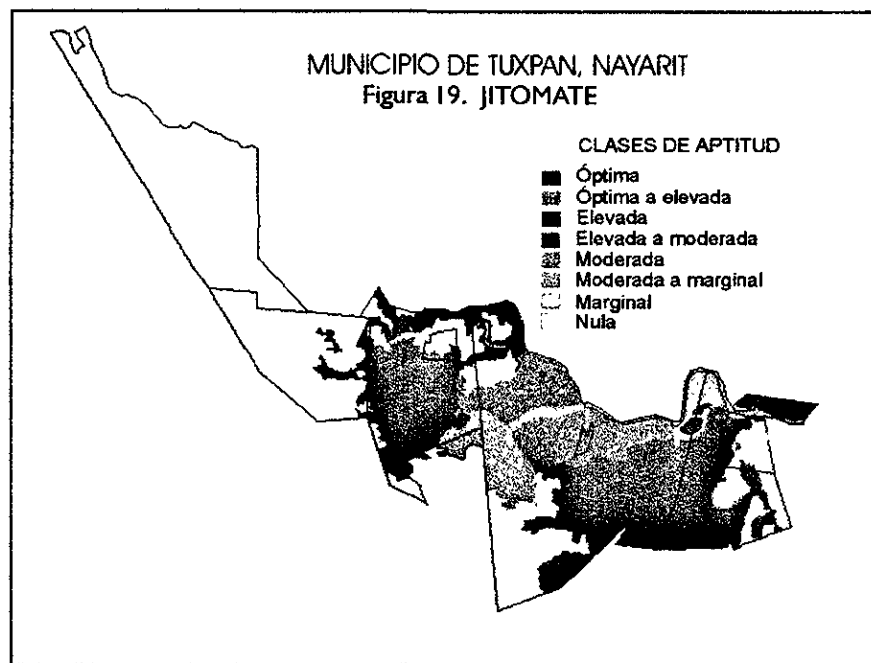 MUNICIPIO DE TUXPAN, NAYARIT
Figura 19. JITOMATE
CLASES DE APTITUD
Óptima
Óptima a elevada
Elevada
Elevada a moderada
Moderada
Moderada a marginal
Marginal
Nula